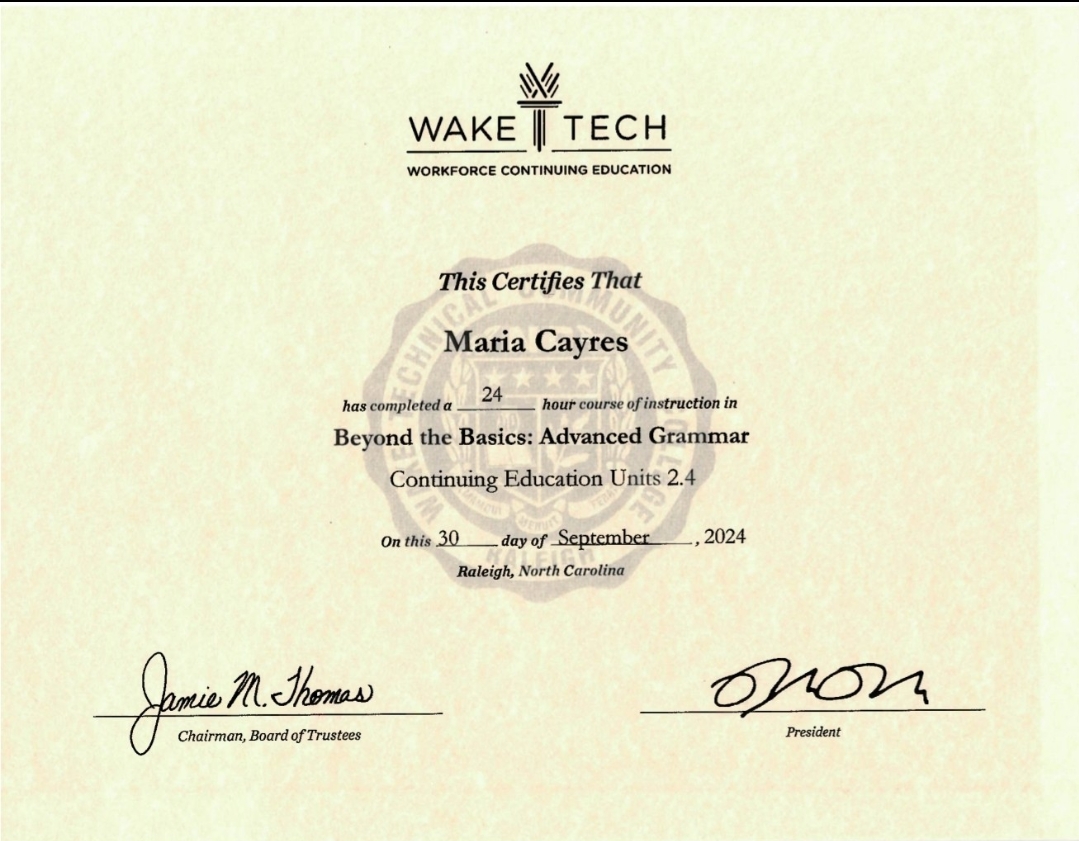 WAKE TECH
WORKFORCE CONTINUING EDUCATION
This Certifies That
Maria Cayres
has completed a 24 hour course of instruction in
Beyond the Basics: Advanced Grammar
Continuing Education Units 2.4
On this 30 day of September, 2024
Raleigh, North Carolina
WAKE TECHNICAL COMMUNITY COLLEGE
RALEIGH
Jamie M. Thomas
Chairman, Board of Trustees
President